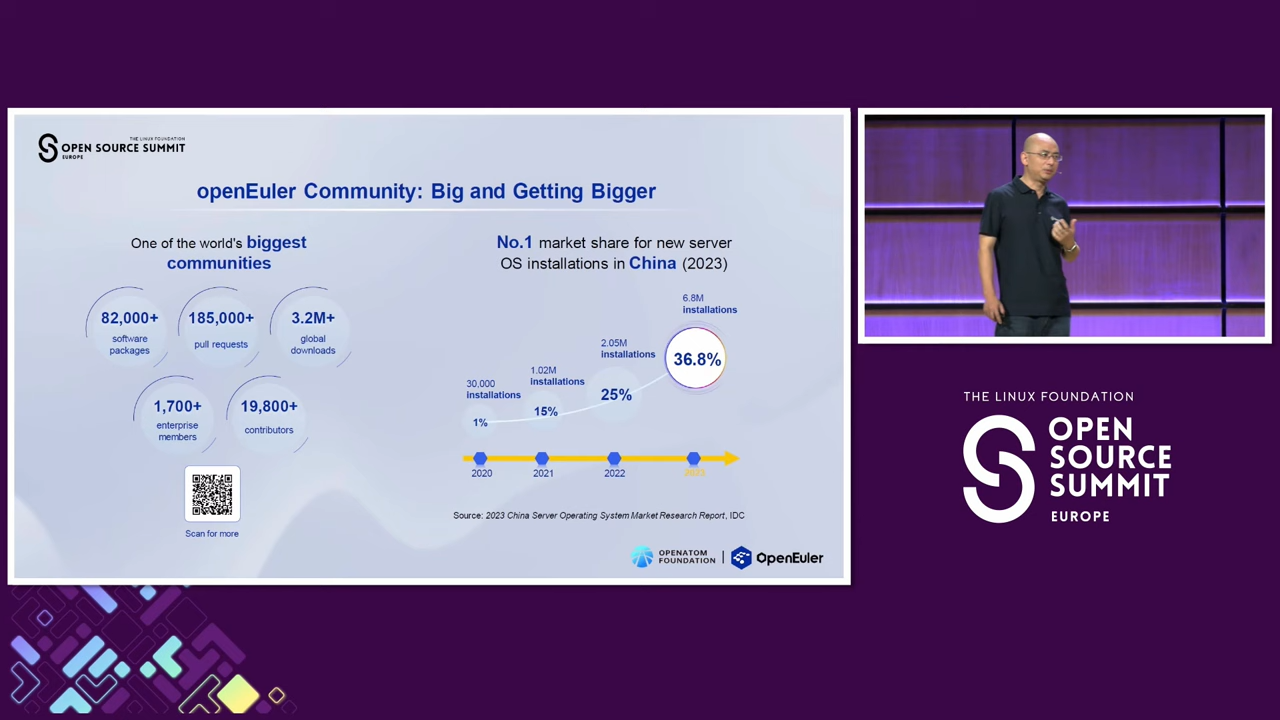 THE LINUX FOUNDATION
OPEN SOURCE SUMMIT
EUROPE
openEuler Community: Big and Getting Bigger
One of the world's biggest
communities
82,000+
software
packages
185,000+
pull requests
3.2M+
global
downloads
1,700+
enterprise
members
19,800+
contributors
Scan for more
No.1 market share for new server
OS installations in China (2023)
30,000
installations
1%
1.02M
installations
15%
2.05M
installations
25%
6.8M
installations
36.8%
2020
2021
2022
2023
Source: 2023 China Server Operating System Market Research Report, IDC
OPENATOM
FOUNDATION
OpenEuler
THE LINUX FOUNDATION
OPEN
SOURCE
SUMMIT
EUROPE